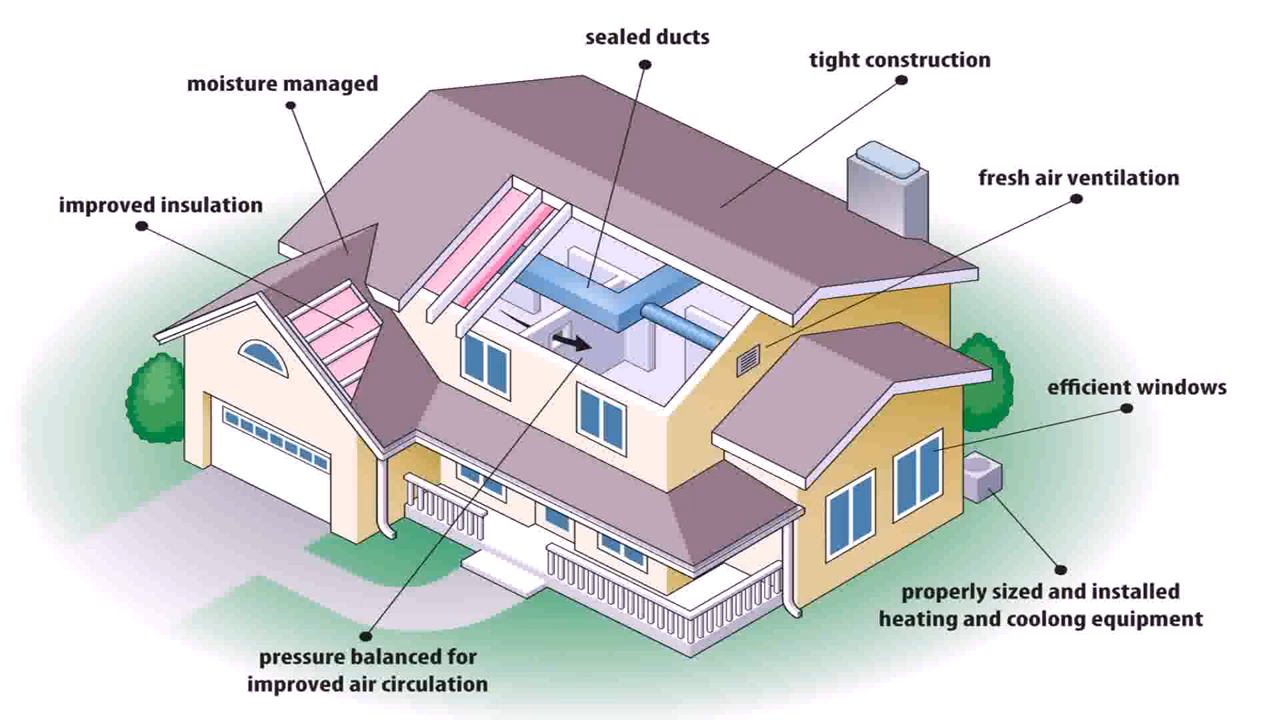 sealed ducts
tight construction
moisture managed
fresh air ventilation
improved insulation
efficient windows
properly sized and installed
heating and coolong equipment
pressure balanced for
improved air circulation